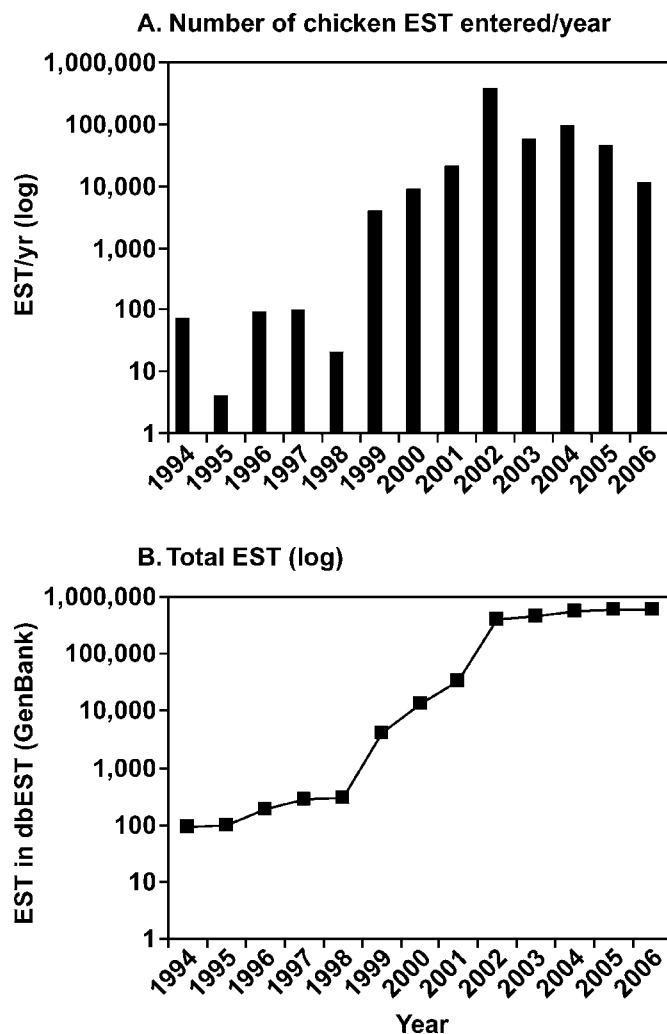 A. Number of chicken EST entered/year
EST/yr (log)
1,000,000
100,000
10,000
1,000
100
10
1
1994 1995 1996 1997 1998 1999 2000 2001 2002 2003 2004 2005 2006
B. Total EST (log)
EST in dbEST (GenBank)
1,000,000
100,000
10,000
1,000
100
10
1
1994 1995 1996 1997 1998 1999 2000 2001 2002 2003 2004 2005 2006
Year